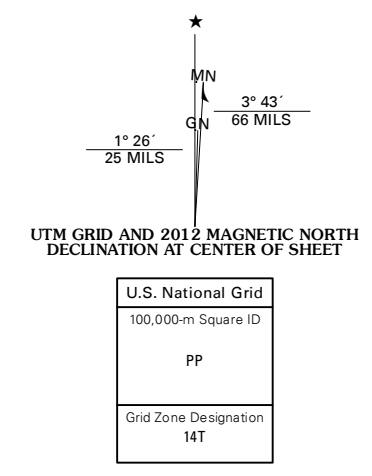 ★
MN
3° 43´
66 MILS
GN
1° 26´
25 MILS
UTM GRID AND 2012 MAGNETIC NORTH
DECLINATION AT CENTER OF SHEET
U.S. National Grid
100,000-m Square ID
PP
Grid Zone Designation
14T